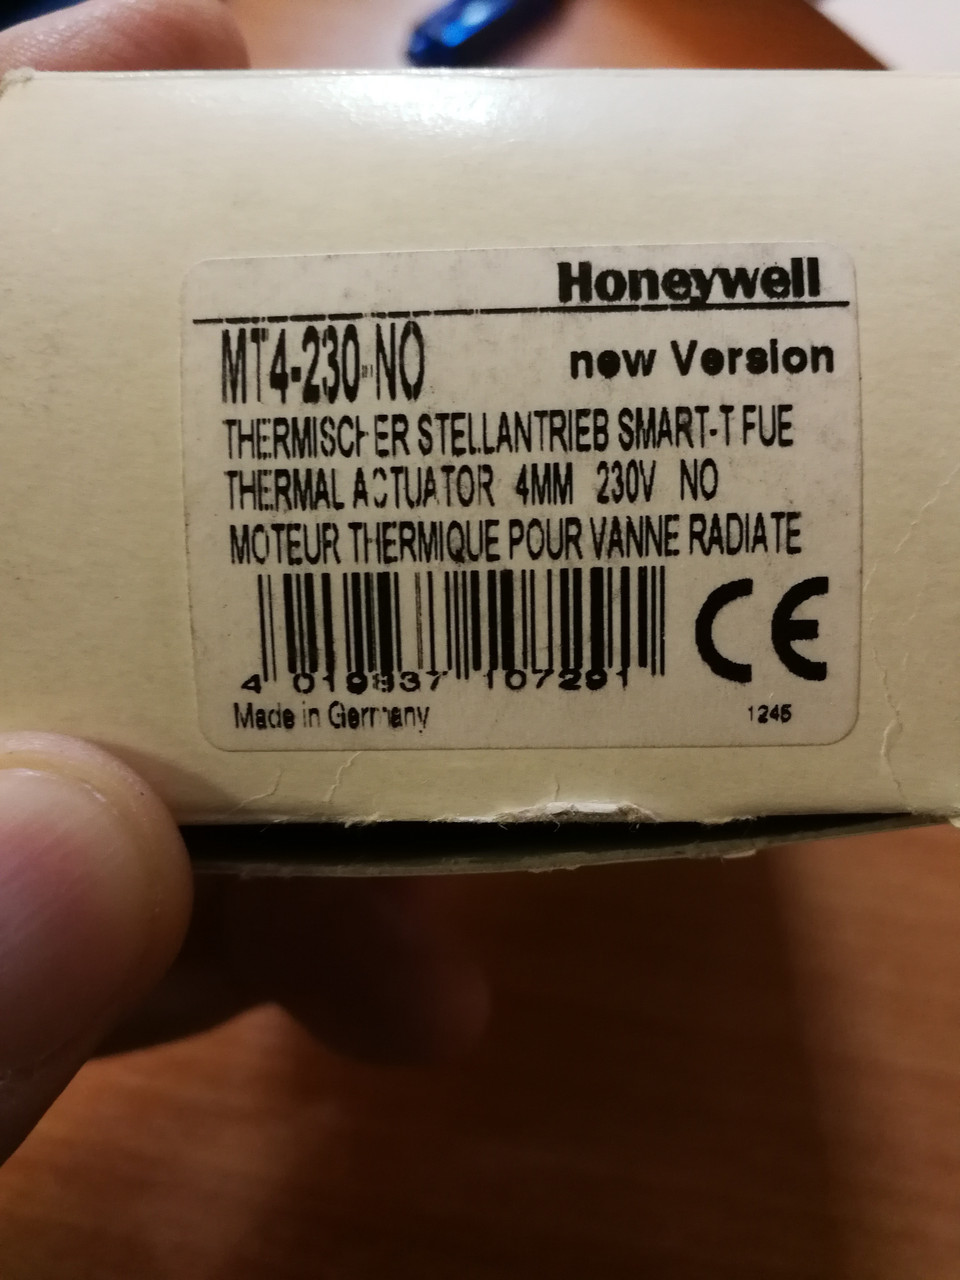 Honeywell
MT4-230-NO
new Version
THERMISCHER STELLANTRIEB SMART-T FUE
THERMAL ACTUATOR 4MM 230V NO
MOTEUR THERMIQUE POUR VANNE RADIATE
CE
4 019837 107291
Made in Germany
1245